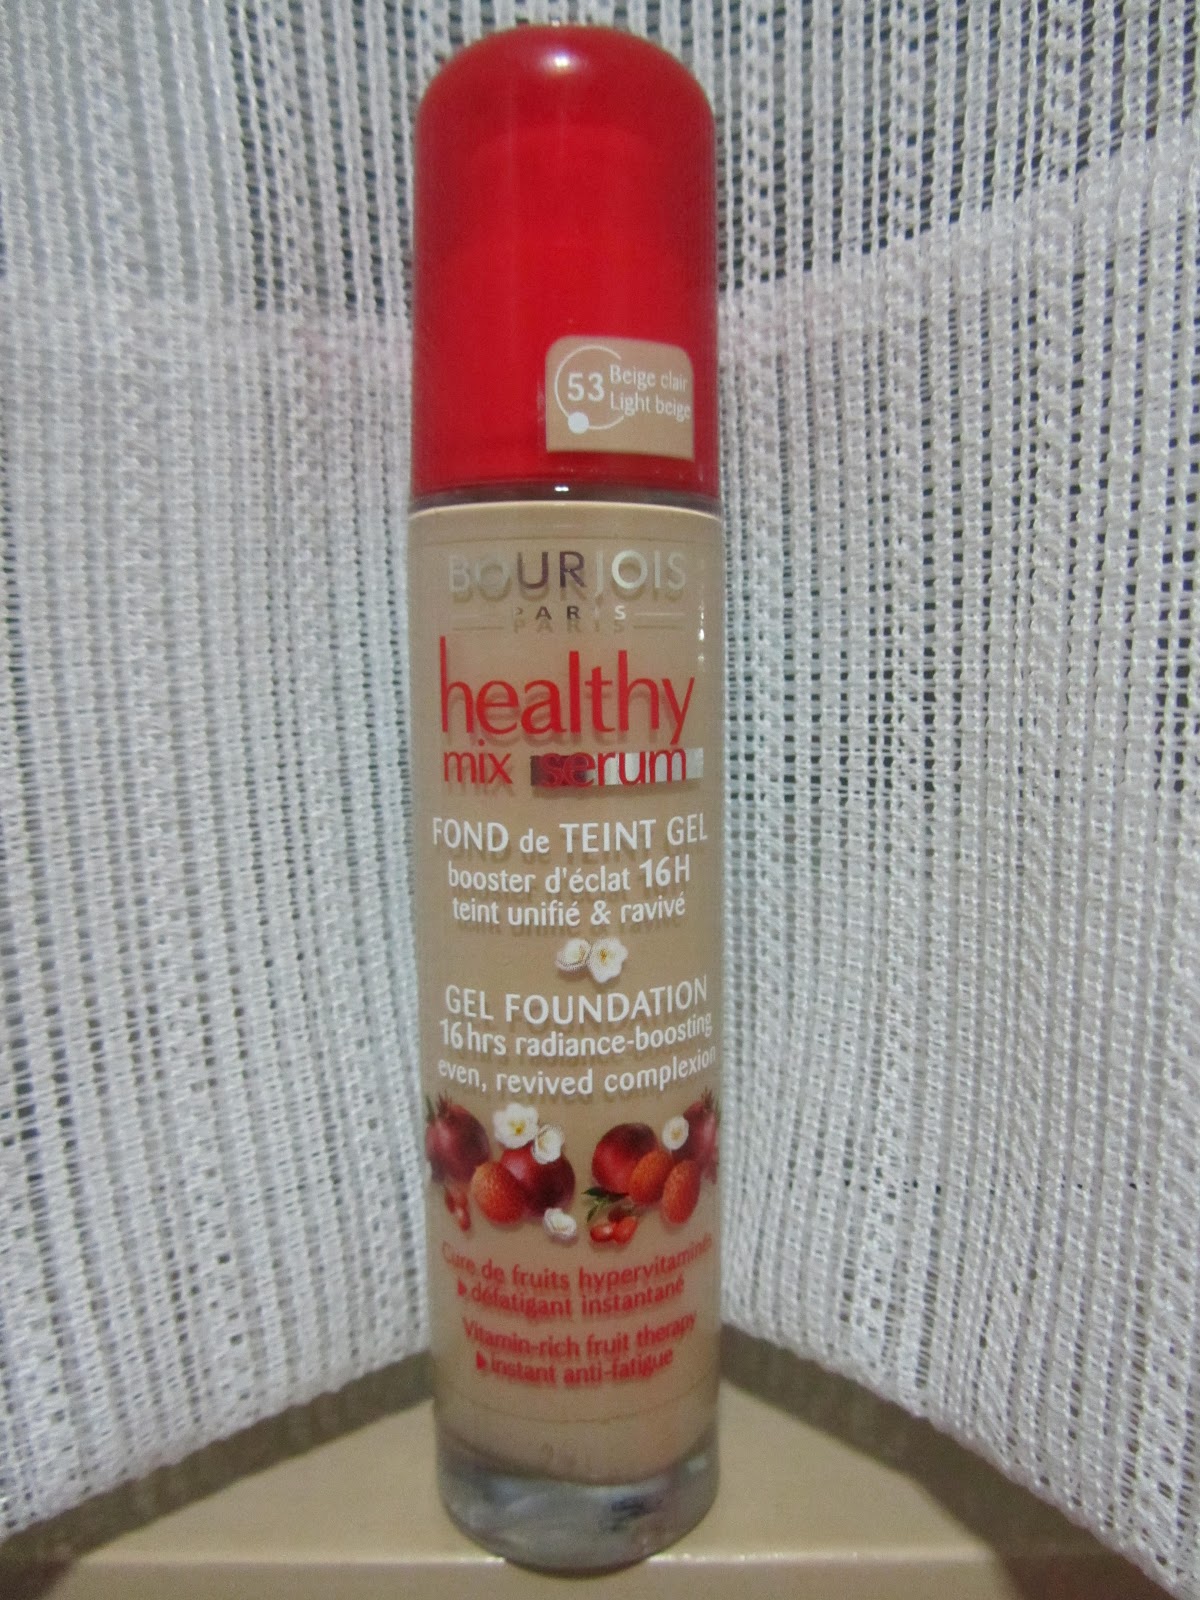 53 Beige clair
Light beige
BOURJOIS
PARIS
healthy
mix serum
FOND de TEINT GEL
booster d'éclat 16H
teint unifié & ravivé
GEL FOUNDATION
16hrs radiance-boosting
even, revived complexion
Cure de fruits hypervitaminés
▶ défatigant instantané
Vitamin-rich fruit therapy
▶ instant anti-fatigue